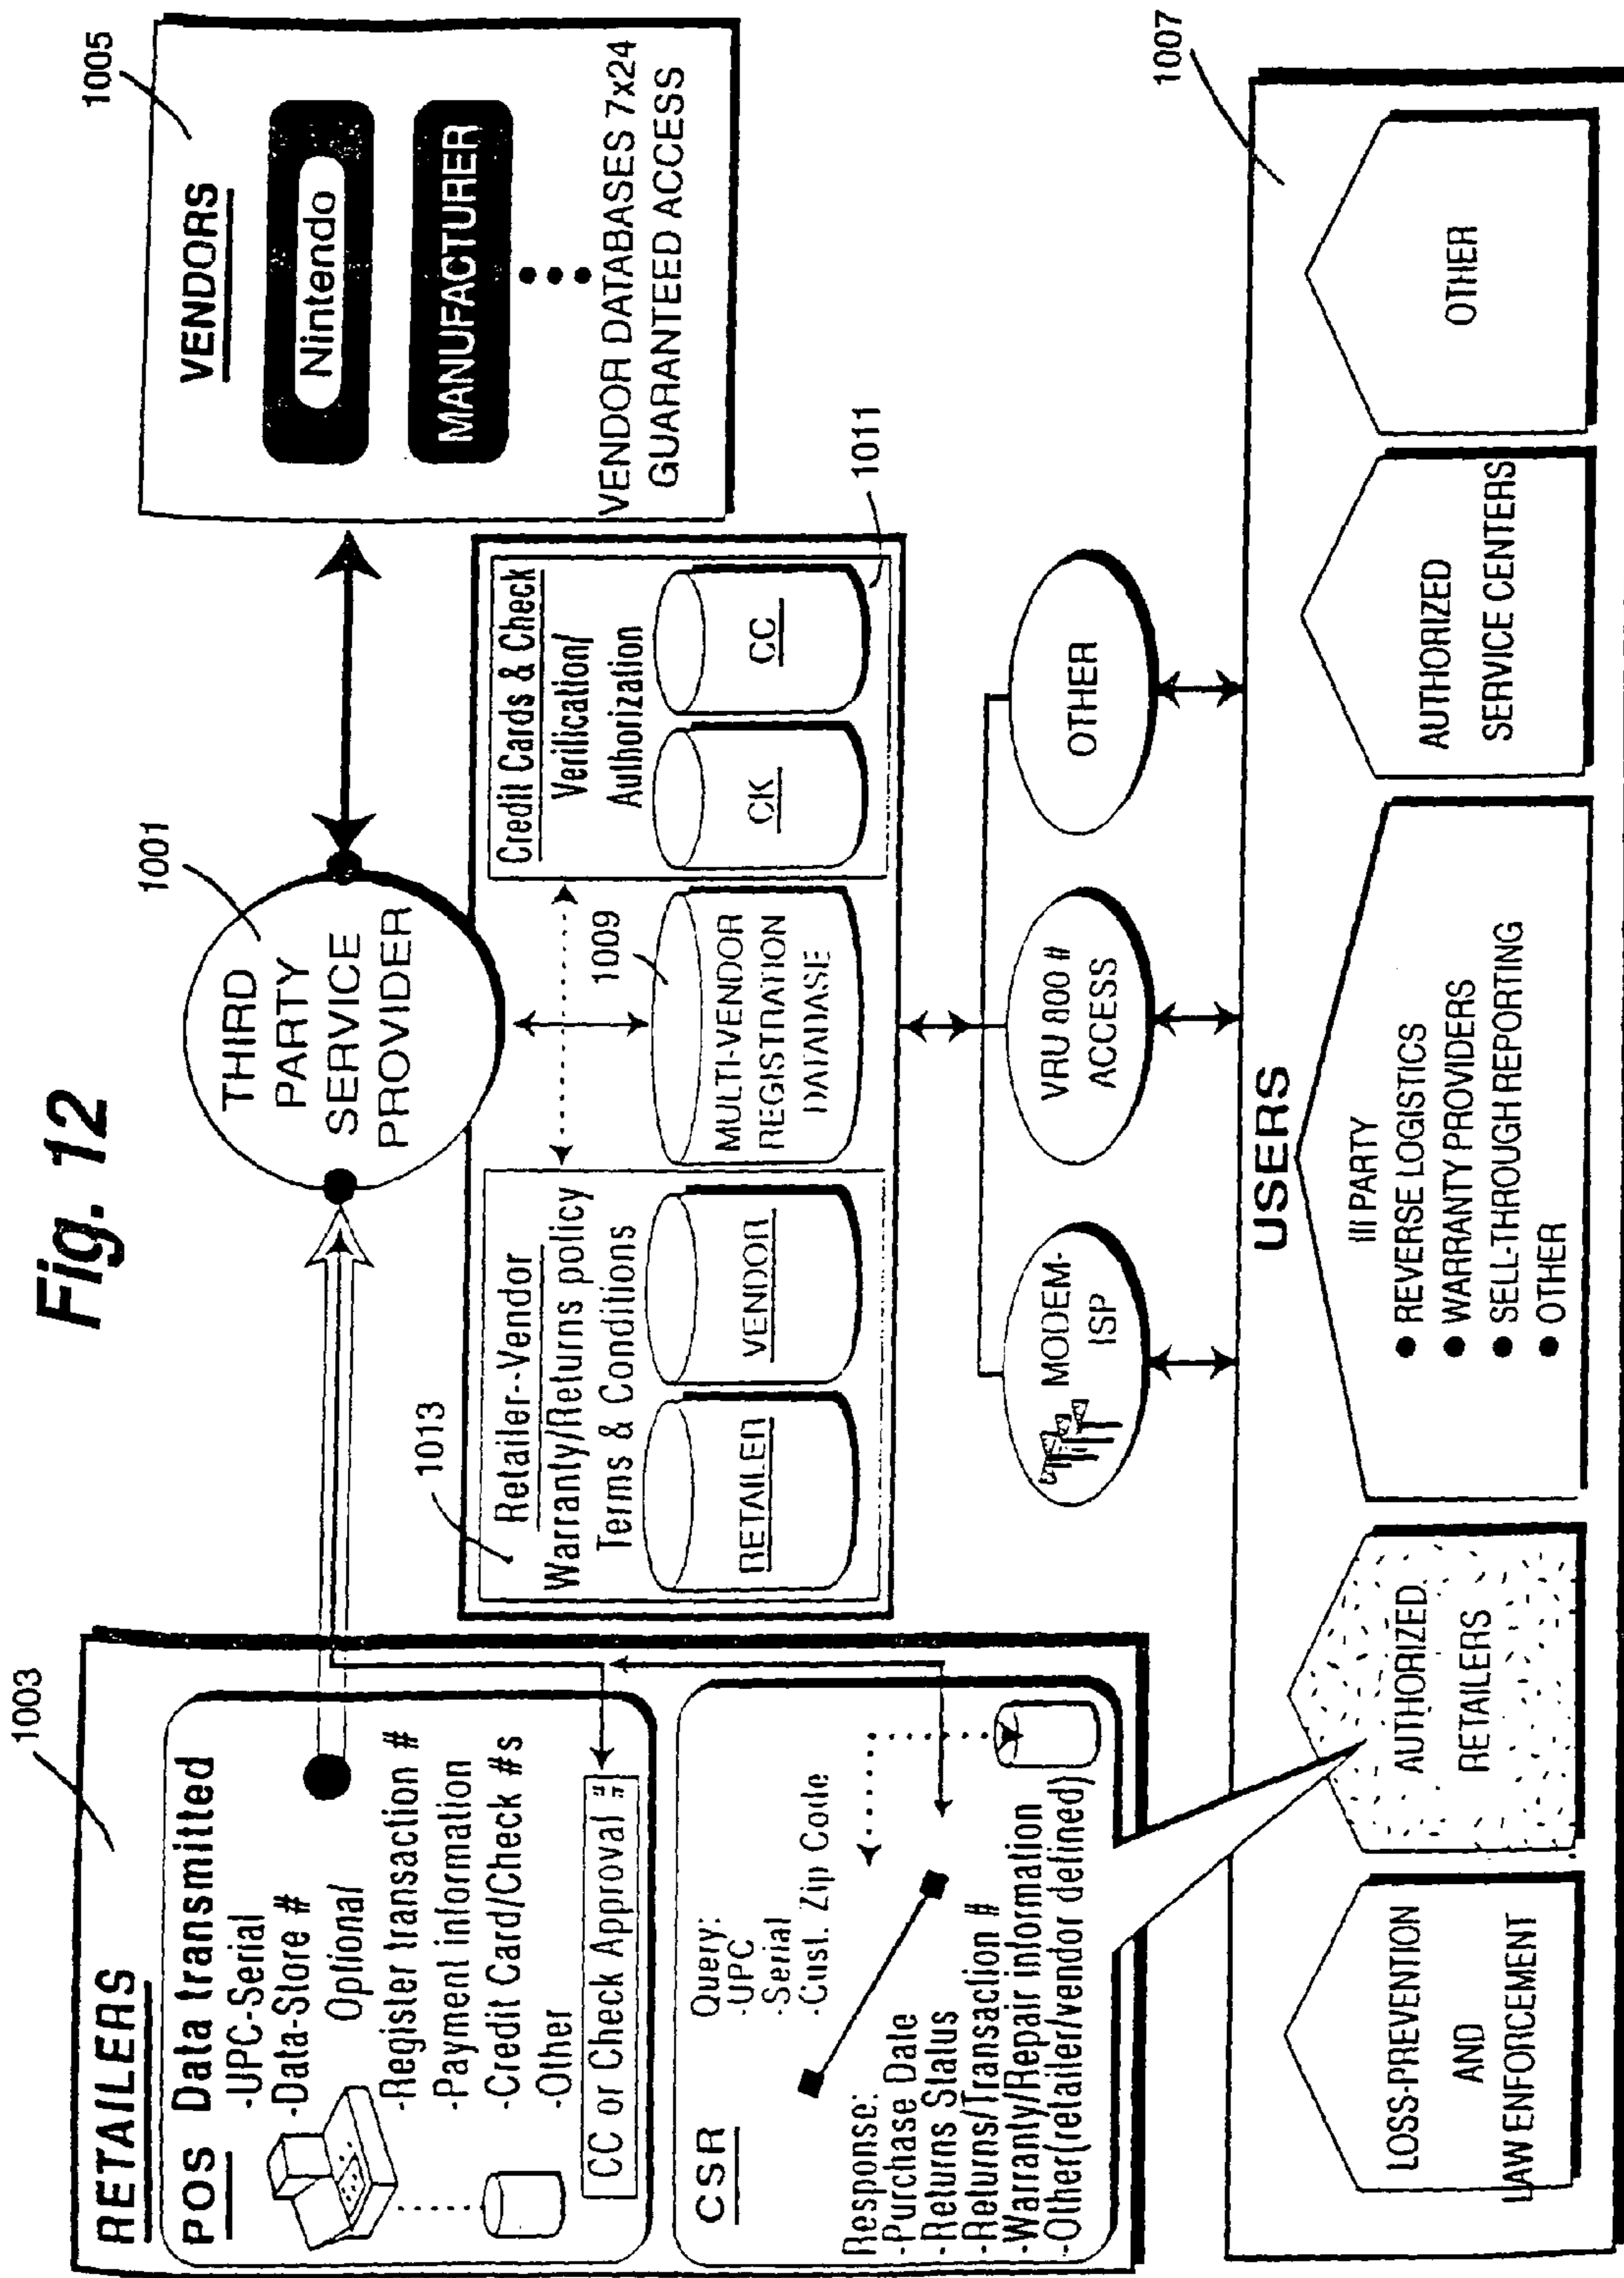 Fig. 12
1003
RETAILERS
POS Data transmitted
-UPC-Serial
-Data-Store #
Optional
-Register transaction #
-Payment information
-Credit Card/Check #s
-Other
CC or Check Approval #
CSR
Query:
-UPC
-Serial
-Cust. Zip Code
Response:
-Purchase Date
-Returns Status
-Returns/Transaction #
-Warranty/Repair information
-Other(retailer/vendor defined)
1001
THIRD
PARTY
SERVICE
PROVIDER
1005
VENDORS
Nintendo
MANUFACTURER
VENDOR DATABASES 7x24
GUARANTEED ACCESS
1013
Retailer--Vendor
Warranty/Returns policy
Terms & Conditions
RETAILER
VENDOR
1009
MULTI-VENDOR
REGISTRATION
DATABASE
Credit Cards & Check
Verification/
Authorization
CK
CC
1011
MODEM-
ISP
VRU 800 #
ACCESS
OTHER
1007
USERS
LOSS-PREVENTION
AND
LAW ENFORCEMENT
AUTHORIZED
RETAILERS
III PARTY
● REVERSE LOGISTICS
● WARRANTY PROVIDERS
● SELL-THROUGH REPORTING
● OTHER
AUTHORIZED
SERVICE CENTERS
OTHER